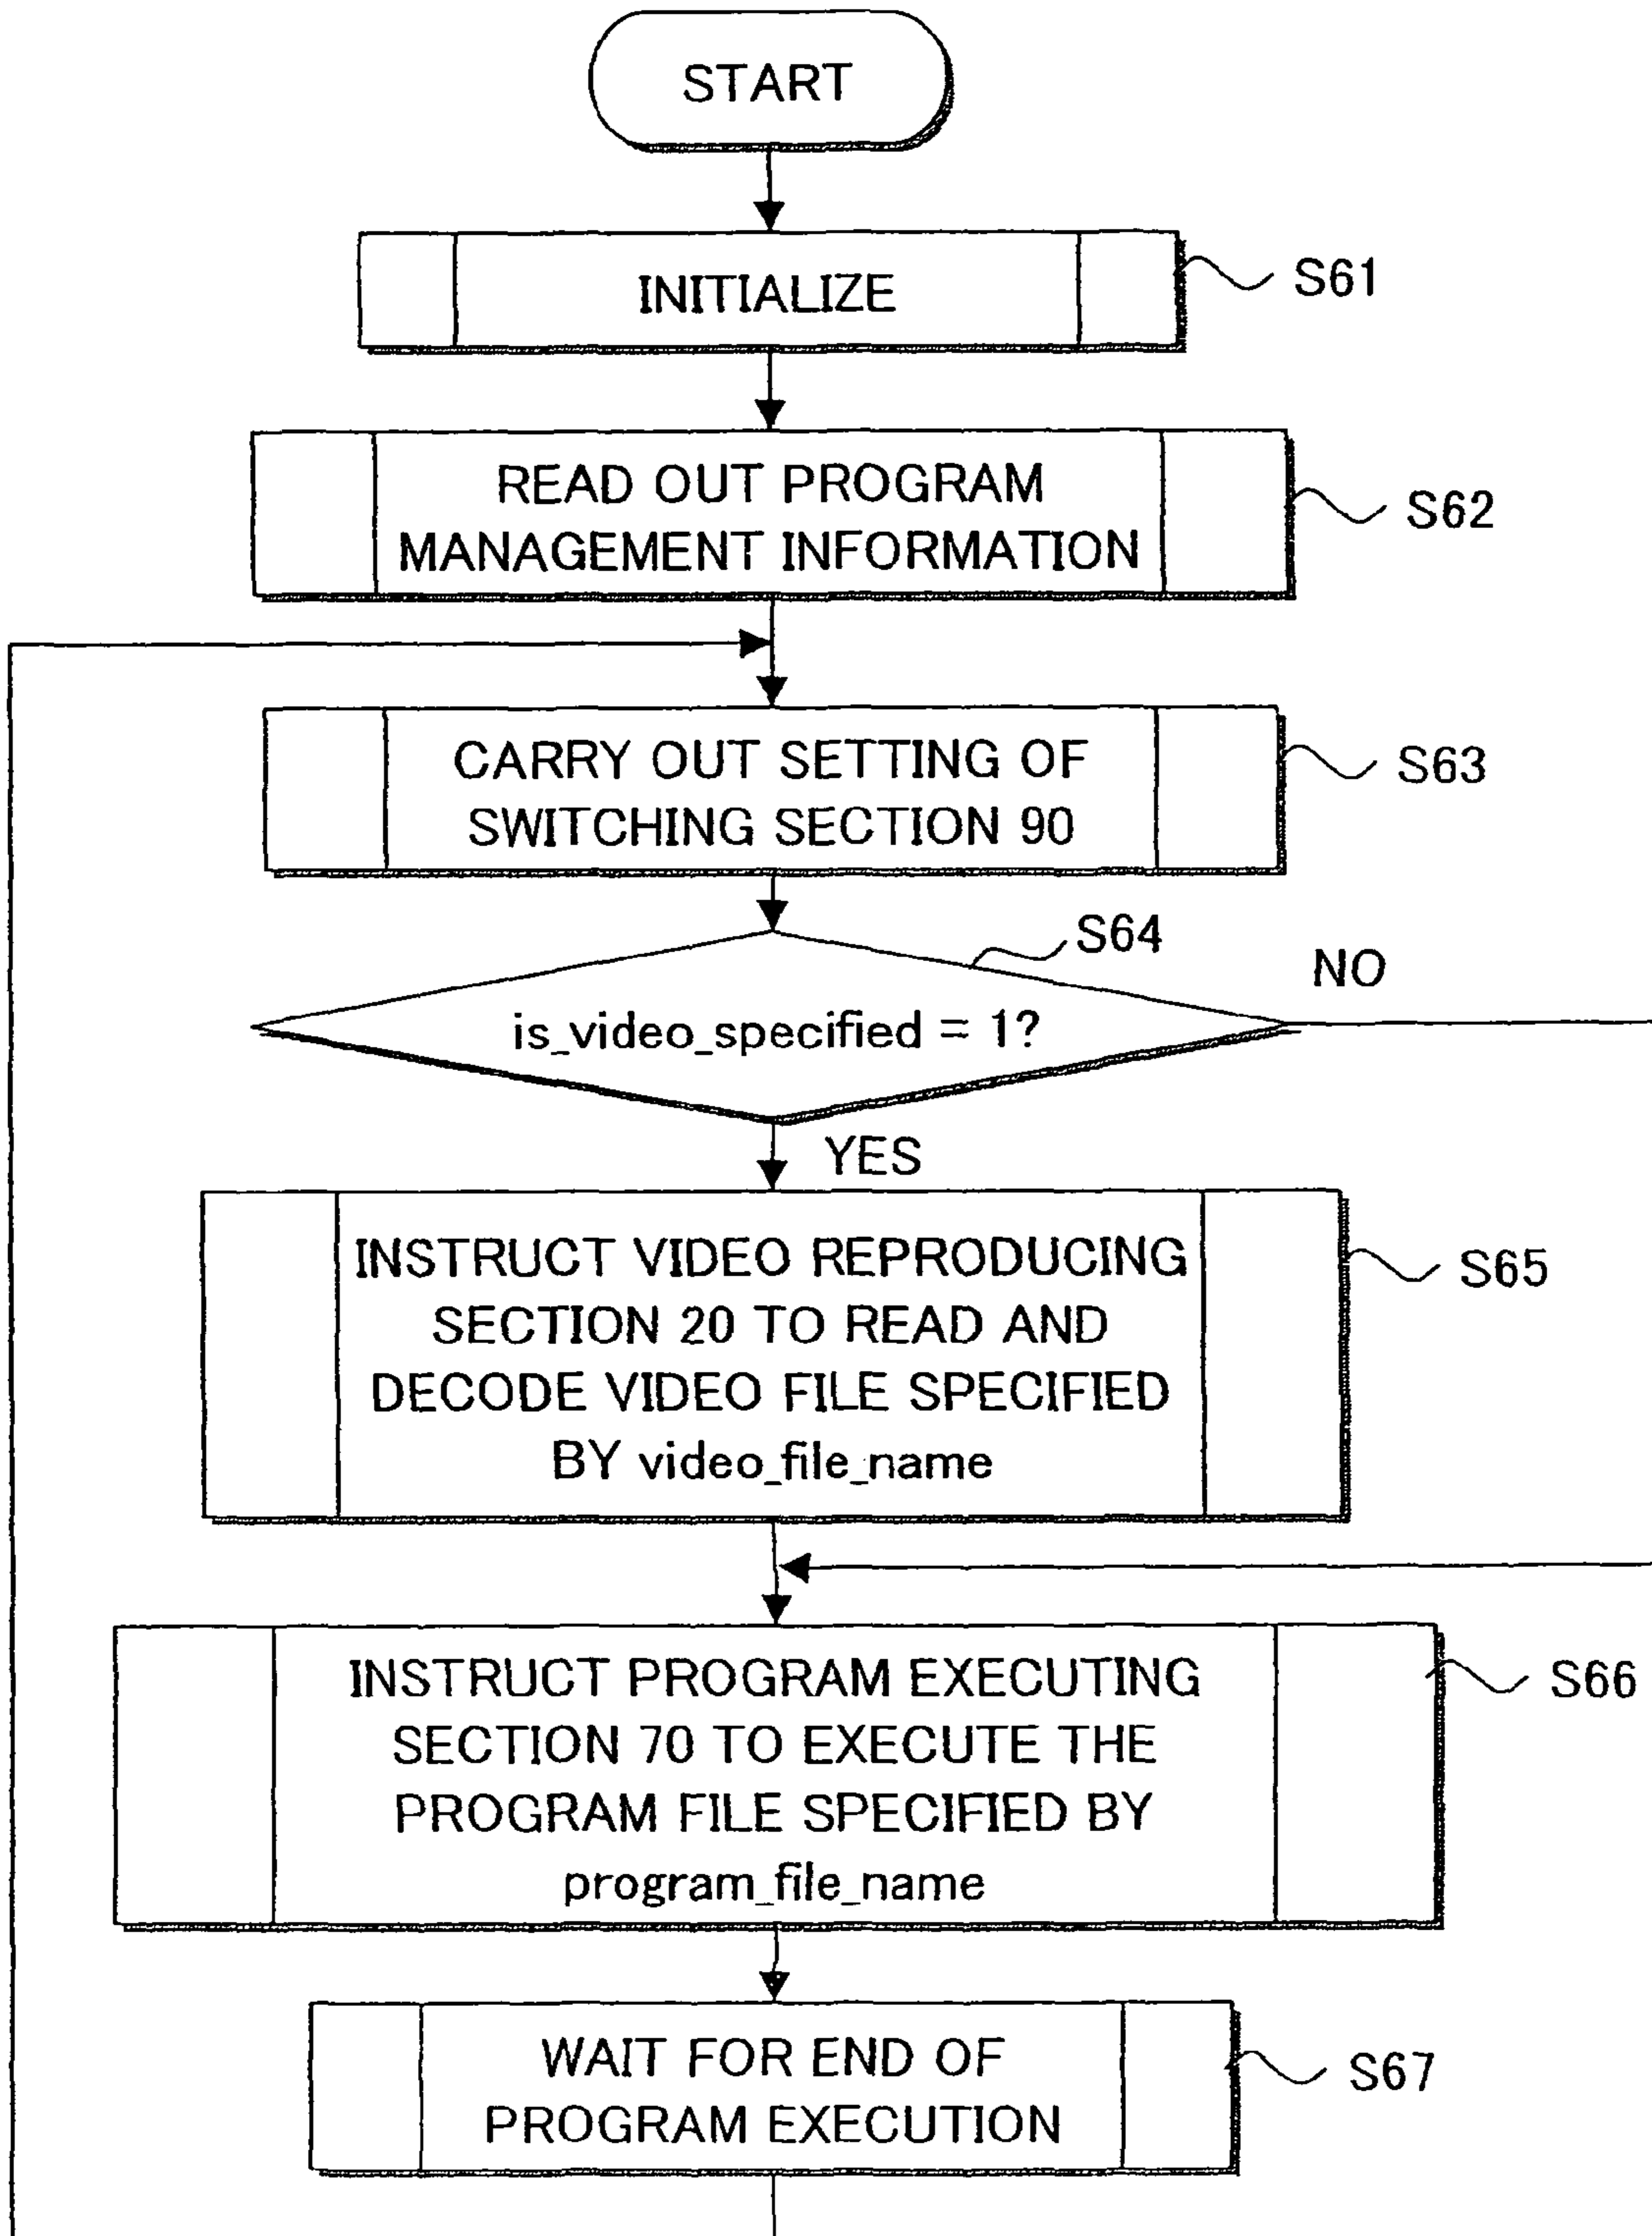 START
INITIALIZE
S61
READ OUT PROGRAM
MANAGEMENT INFORMATION
S62
CARRY OUT SETTING OF
SWITCHING SECTION 90
S63
S64
is_video_specified = 1?
NO
YES
INSTRUCT VIDEO REPRODUCING
SECTION 20 TO READ AND
DECODE VIDEO FILE SPECIFIED
BY video_file_name
S65
INSTRUCT PROGRAM EXECUTING
SECTION 70 TO EXECUTE THE
PROGRAM FILE SPECIFIED BY
program_file_name
S66
WAIT FOR END OF
PROGRAM EXECUTION
S67